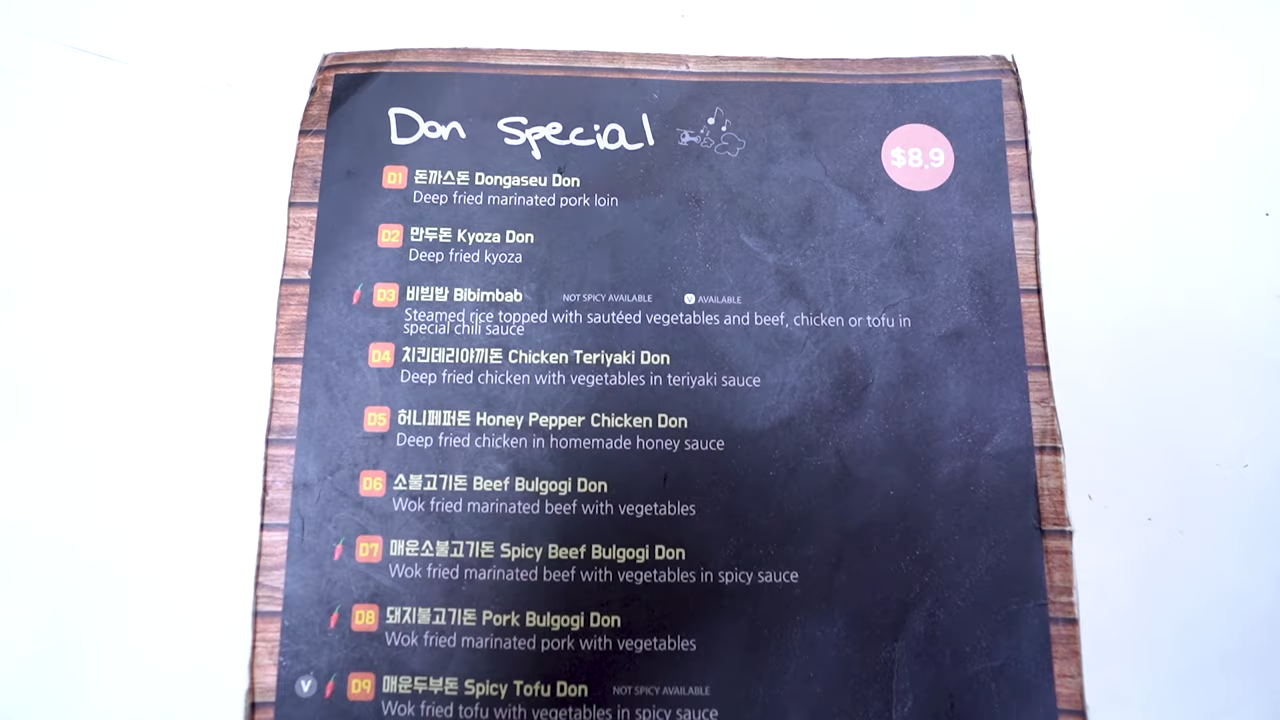 Don Special
$8.9
D1 돈까스돈 Dongaseu Don
Deep fried marinated pork loin
D2 만두돈 Kyoza Don
Deep fried kyoza
D3 비빔밥 Bibimbab NOT SPICY AVAILABLE V AVAILABLE
Steamed rice topped with sautéed vegetables and beef, chicken or tofu in
special chili sauce
D4 치킨데리야끼돈 Chicken Teriyaki Don
Deep fried chicken with vegetables in teriyaki sauce
D5 허니페퍼돈 Honey Pepper Chicken Don
Deep fried chicken in homemade honey sauce
D6 소불고기돈 Beef Bulgogi Don
Wok fried marinated beef with vegetables
D7 매운소불고기돈 Spicy Beef Bulgogi Don
Wok fried marinated beef with vegetables in spicy sauce
D8 돼지불고기돈 Pork Bulgogi Don
Wok fried marinated pork with vegetables
V D9 매운두부돈 Spicy Tofu Don NOT SPICY AVAILABLE
Wok fried tofu with vegetables in spicy sauce